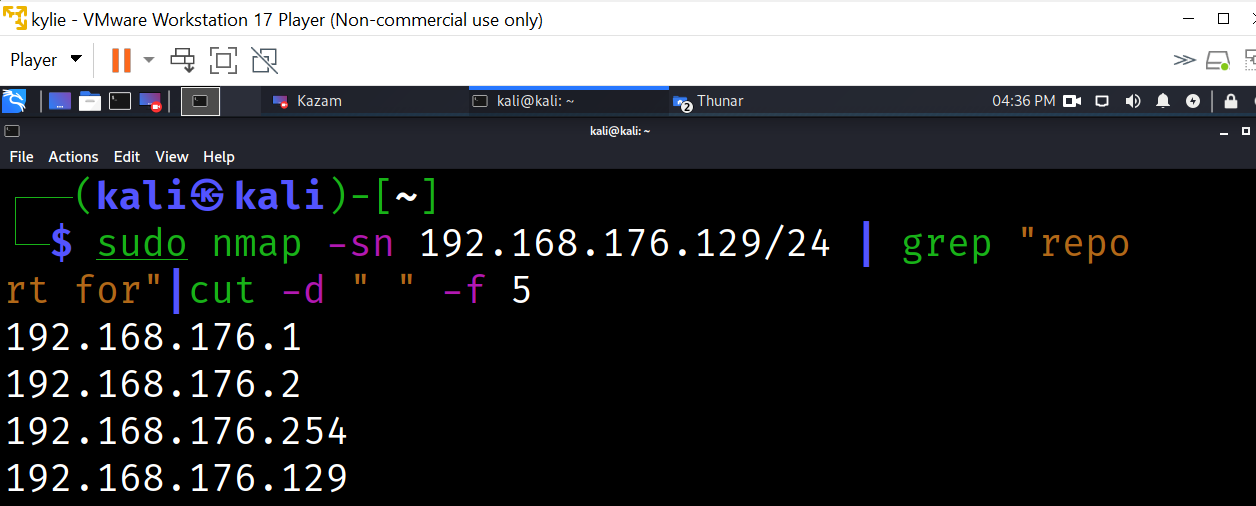 kylie - VMware Workstation 17 Player (Non-commercial use only)
Player
Kazam
kali@kali: ~
2
Thunar
04:36 PM
kali@kali: ~
File Actions Edit View Help
(kali㉿kali)-[~]
$ sudo nmap -sn 192.168.176.129/24 | grep "repo
rt for"|cut -d " " -f 5
192.168.176.1
192.168.176.2
192.168.176.254
192.168.176.129